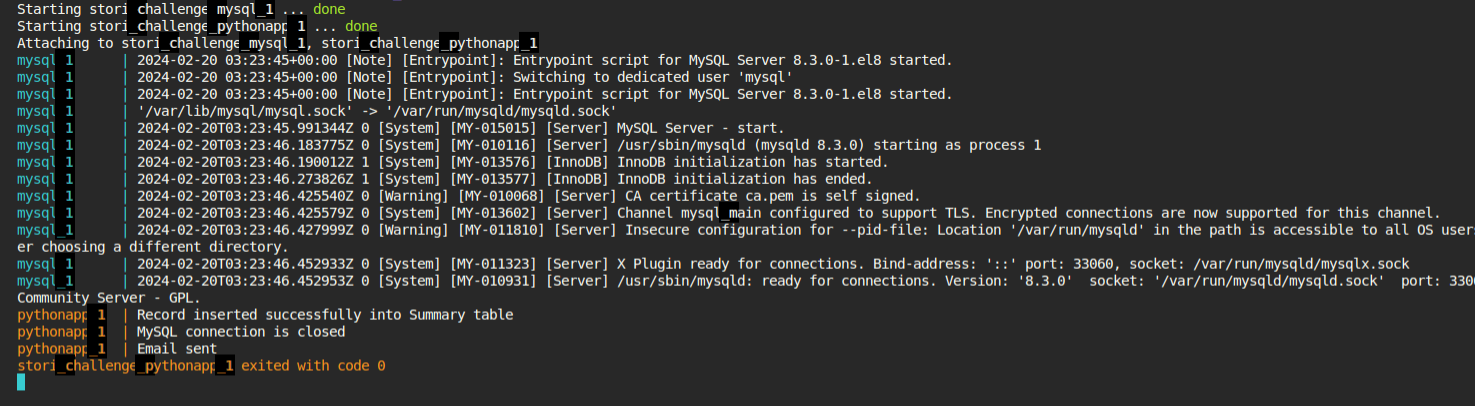 Starting stori_challenge_mysql_1 ... done
Starting stori_challenge_pythonapp_1 ... done
Attaching to stori_challenge_mysql_1, stori_challenge_pythonapp_1
mysql_1 | 2024-02-20 03:23:45+00:00 [Note] [Entrypoint]: Entrypoint script for MySQL Server 8.3.0-1.el8 started.
mysql_1 | 2024-02-20 03:23:45+00:00 [Note] [Entrypoint]: Switching to dedicated user 'mysql'
mysql_1 | 2024-02-20 03:23:45+00:00 [Note] [Entrypoint]: Entrypoint script for MySQL Server 8.3.0-1.el8 started.
mysql_1 | '/var/lib/mysql/mysql.sock' -> '/var/run/mysqld/mysqld.sock'
mysql_1 | 2024-02-20T03:23:45.991344Z 0 [System] [MY-015015] [Server] MySQL Server - start.
mysql_1 | 2024-02-20T03:23:46.183775Z 0 [System] [MY-010116] [Server] /usr/sbin/mysqld (mysqld 8.3.0) starting as process 1
mysql_1 | 2024-02-20T03:23:46.190012Z 1 [System] [MY-013576] [InnoDB] InnoDB initialization has started.
mysql_1 | 2024-02-20T03:23:46.273826Z 1 [System] [MY-013577] [InnoDB] InnoDB initialization has ended.
mysql_1 | 2024-02-20T03:23:46.425540Z 0 [Warning] [MY-010068] [Server] CA certificate ca.pem is self signed.
mysql_1 | 2024-02-20T03:23:46.425579Z 0 [System] [MY-013602] [Server] Channel mysql_main configured to support TLS. Encrypted connections are now supported for this channel.
mysql_1 | 2024-02-20T03:23:46.427999Z 0 [Warning] [MY-011810] [Server] Insecure configuration for --pid-file: Location '/var/run/mysqld' in the path is accessible to all OS users
er choosing a different directory.
mysql_1 | 2024-02-20T03:23:46.452933Z 0 [System] [MY-011323] [Server] X Plugin ready for connections. Bind-address: '::' port: 33060, socket: /var/run/mysqld/mysqlx.sock
mysql_1 | 2024-02-20T03:23:46.452953Z 0 [System] [MY-010931] [Server] /usr/sbin/mysqld: ready for connections. Version: '8.3.0'  socket: '/var/run/mysqld/mysqld.sock'  port: 330
Community Server - GPL.
pythonapp_1 | Record inserted successfully into Summary table
pythonapp_1 | MySQL connection is closed
pythonapp_1 | Email sent
stori_challenge_pythonapp_1 exited with code 0